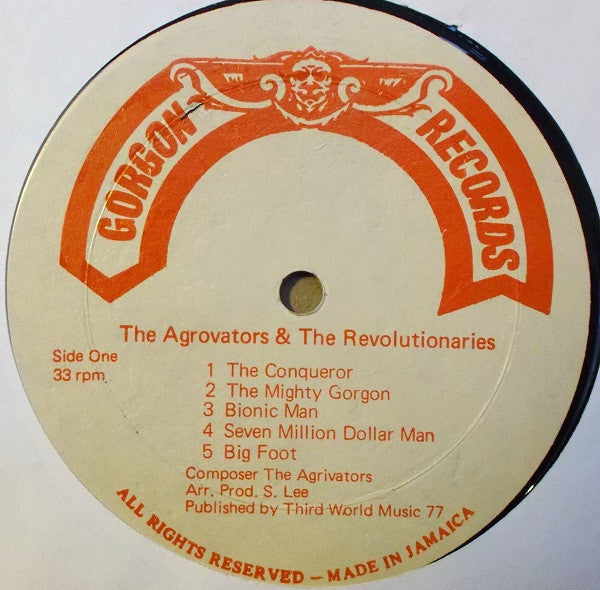 GORGON RECORDS
The Agrovators & The Revolutionaries
Side One
33 rpm
1 The Conqueror
2 The Mighty Gorgon
3 Bionic Man
4 Seven Million Dollar Man
5 Big Foot
Composer The Agrivators
Arr. Prod. S. Lee
Published by Third World Music 77
ALL RIGHTS RESERVED – MADE IN JAMAICA